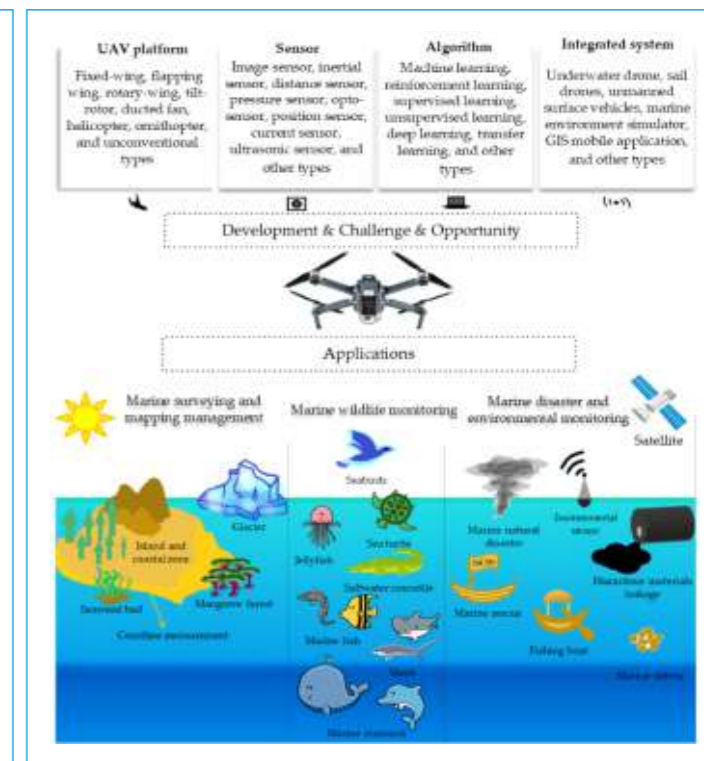 UAV platform
Fixed-wing, flapping
wing, rotary-wing, tilt-
rotor, ducted fan,
helicopter, ornithopter,
and unconventional
types
Sensor
Image sensor, inertial
sensor, distance sensor,
pressure sensor, opto-
sensor, position sensor,
current sensor,
ultrasonic sensor, and
other types
Algorithm
Machine learning,
reinforcement learning,
supervised learning,
unsupervised learning,
deep learning, transfer
learning, and other
types
Integrated system
Underwater drone, sail
drones, unmanned
surface vehicles, marine
environment simulator,
GIS mobile application,
and other types
Development & Challenge & Opportunity
Applications
Marine surveying and
mapping management
Marine wildlife monitoring
Marine disaster and
environmental monitoring
Satellite
Seabirds
Glacier
Island and
coastal zone
Seaweed bed
Mangrove forest
Coastline measurement
Jellyfish
Sea turtle
Saltwater crocodile
Marine fish
Shark
Marine mammals
Marine natural
disaster
Environmental
sensor
Hazardous materials
leakage
Marine rescue
Fishing boat
Marine debris